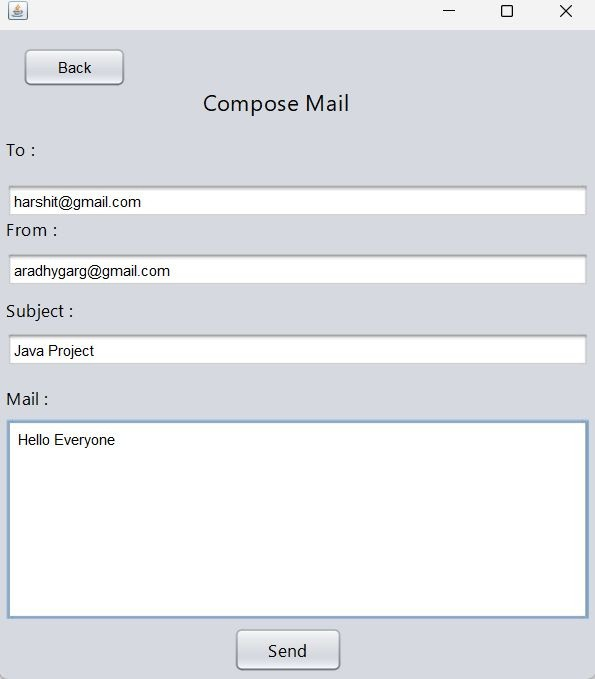 Back
Compose Mail
To :
harshit@gmail.com
From :
aradhygarg@gmail.com
Subject :
Java Project
Mail :
Hello Everyone
Send